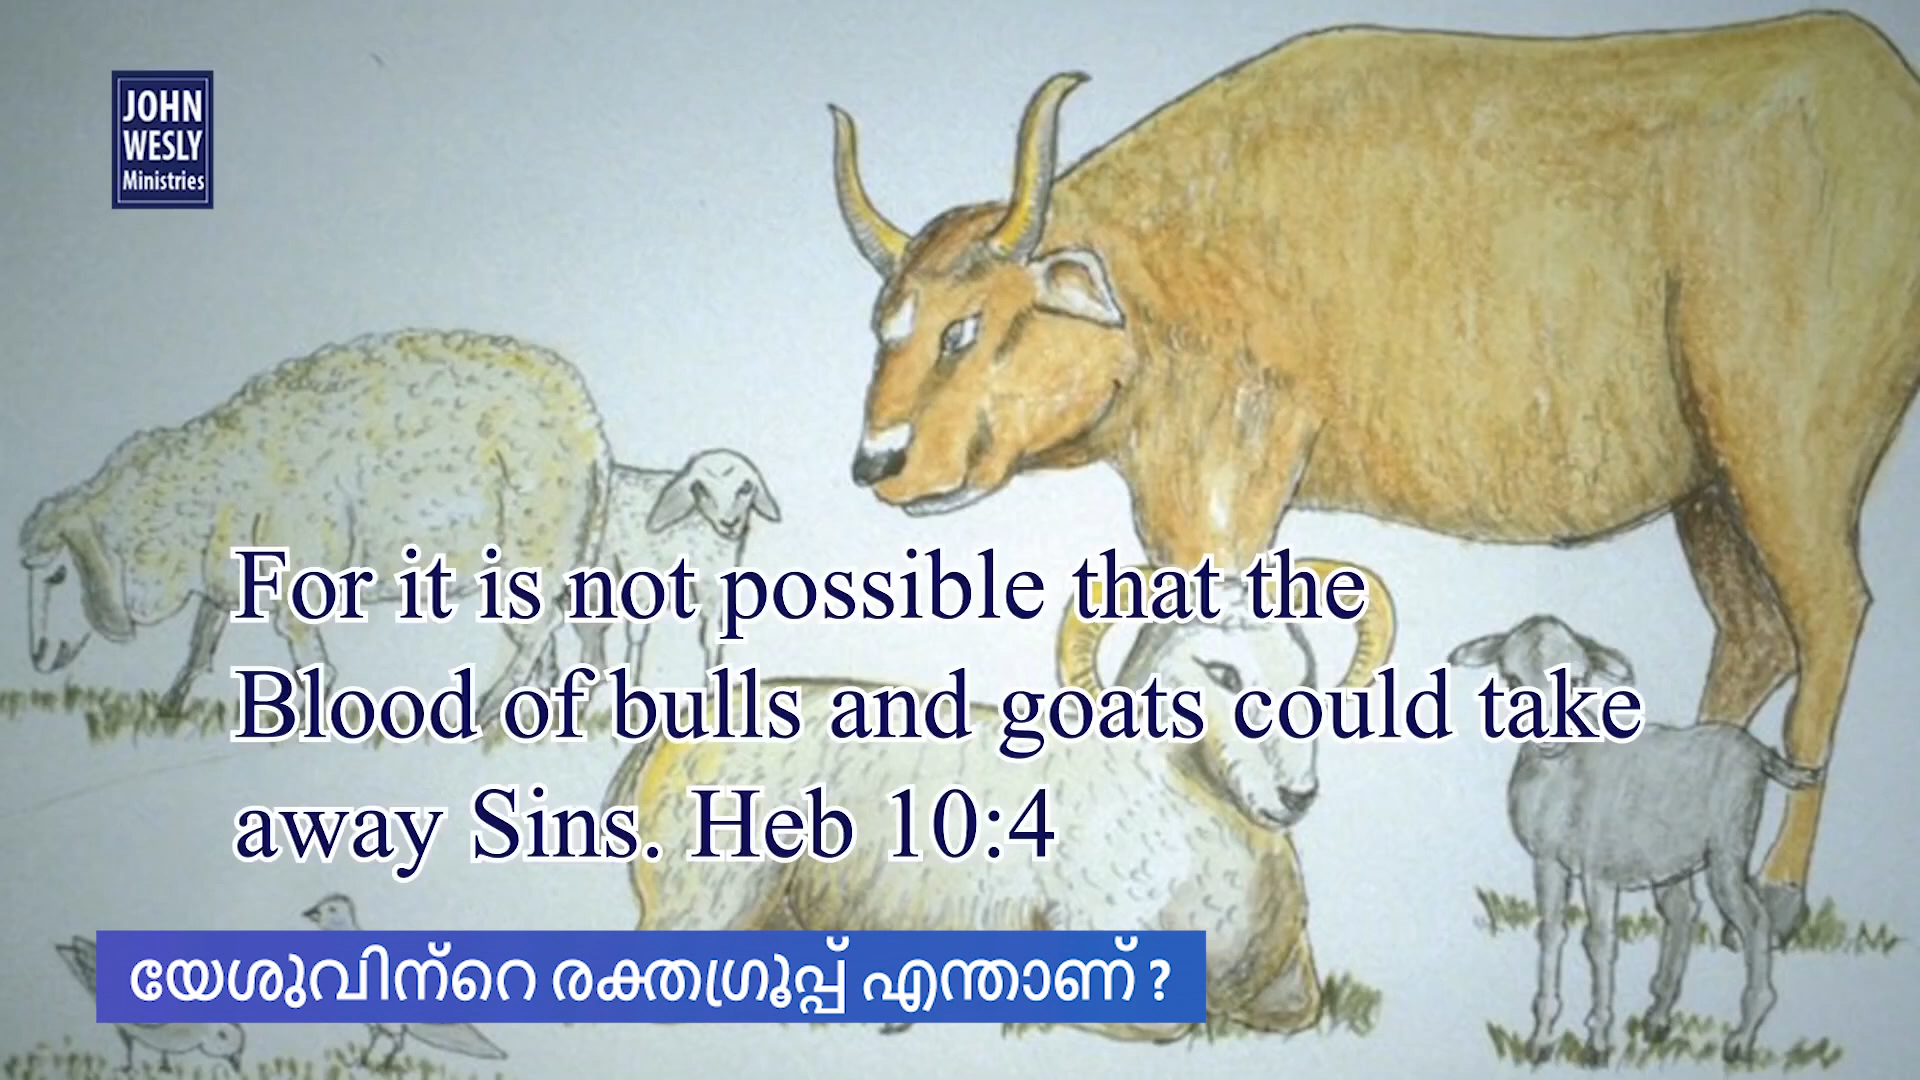 JOHN
WESLY
Ministries
For it is not possible that the
Blood of bulls and goats could take
away Sins. Heb 10:4
യേശുവിന്റെ രക്തഗ്രൂപ്പ് എന്താണ് ?